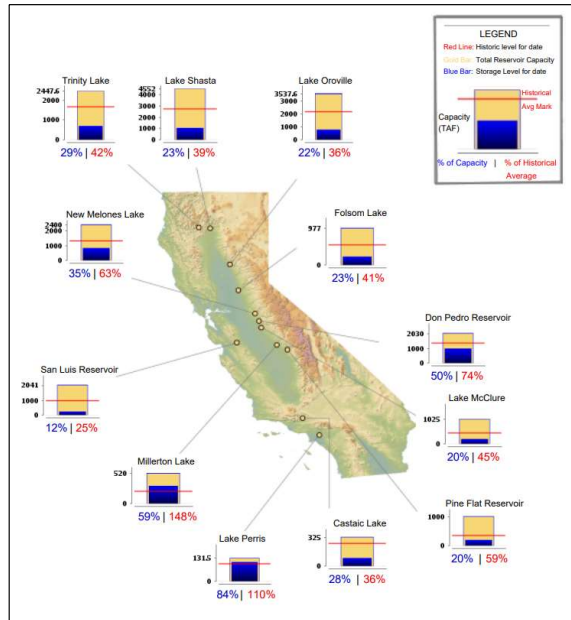 LEGEND
Red Line: Historic level for date
Gold Bar: Total Reservoir Capacity
Blue Bar: Storage Level for date
Historical
Avg Mark
Capacity
(TAF)
% of Capacity | % of Historical
Average
Trinity Lake
2447.6
2000
1000
0
29% | 42%
Lake Shasta
4552
4000
3000
2000
1000
0
23% | 39%
Lake Oroville
3537.6
3000
2000
1000
0
22% | 36%
New Melones Lake
2400
2000
1000
0
35% | 63%
Folsom Lake
977
0
23% | 41%
Don Pedro Reservoir
2030
1000
0
50% | 74%
San Luis Reservoir
2041
1000
0
12% | 25%
Lake McClure
1025
0
20% | 45%
Millerton Lake
520
0
59% | 148%
Pine Flat Reservoir
1000
0
20% | 59%
Castaic Lake
325
0
28% | 36%
Lake Perris
131.5
0
84% | 110%